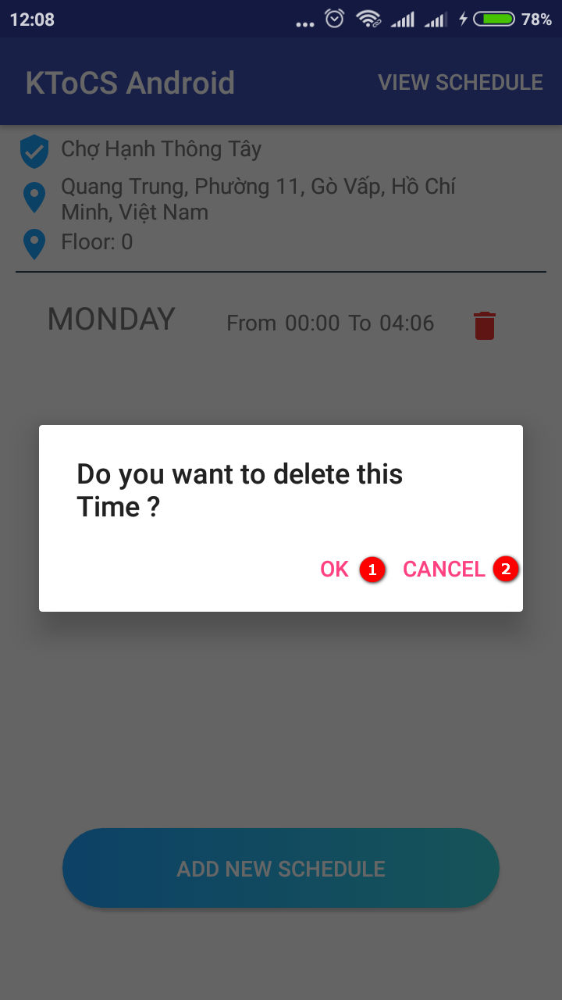 12:08 78%
KToCS Android VIEW SCHEDULE
Chợ Hạnh Thông Tây
Quang Trung, Phường 11, Gò Vấp, Hồ Chí
Minh, Việt Nam
Floor: 0
MONDAY From 00:00 To 04:06
Do you want to delete this
Time ?
OK 1 CANCEL 2
ADD NEW SCHEDULE